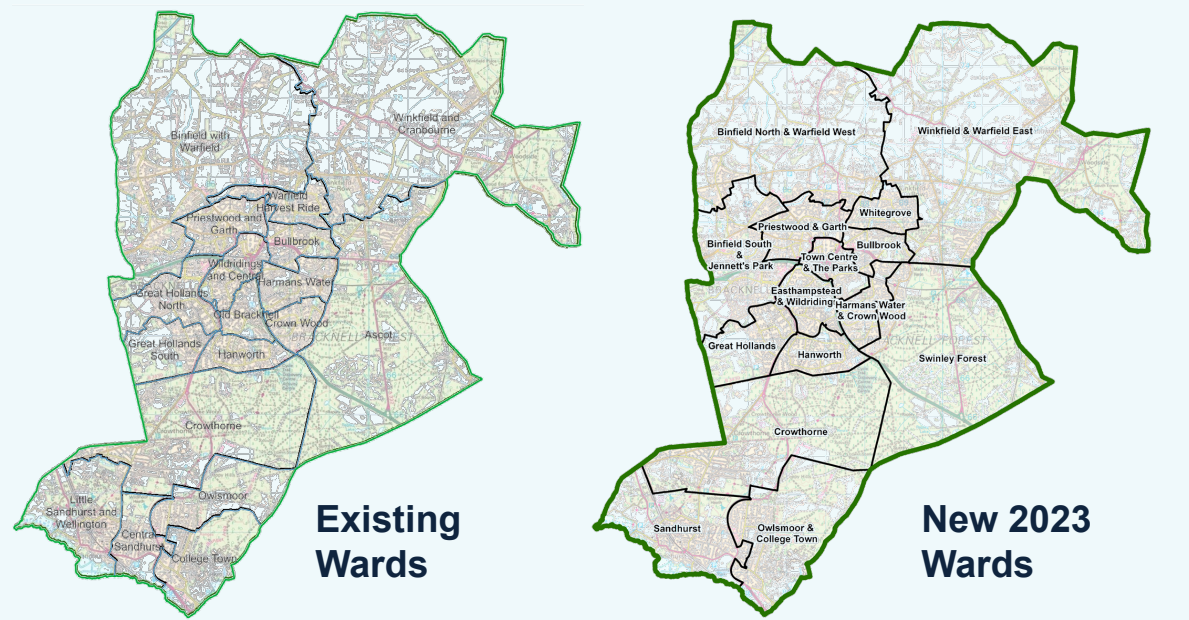 Binfield with
Warfield
Winkfield and
Cranbourne
Warfield
Harvest Ride
Priestwood and
Garth
Bullbrook
Wildridings
and Central
Harmans Water
Great Hollands
North
Old Bracknell
Crown Wood
Great Hollands
South
Hanworth
Ascot
BRACKNELL FOREST
Crowthorne
Little
Sandhurst and
Wellington
Owlsmoor
Central
Sandhurst
College Town
Existing
Wards
Binfield North & Warfield West
Winkfield & Warfield East
Whitegrove
Priestwood & Garth
Bullbrook
Binfield South
&
Jennett's Park
Town Centre
& The Parks
BRACKNELL
Easthampstead
& Wildridings
Harmans Water
& Crown Wood
Great Hollands
Hanworth
Swinley Forest
Crowthorne
Sandhurst
Owlsmoor &
College Town
New 2023
Wards